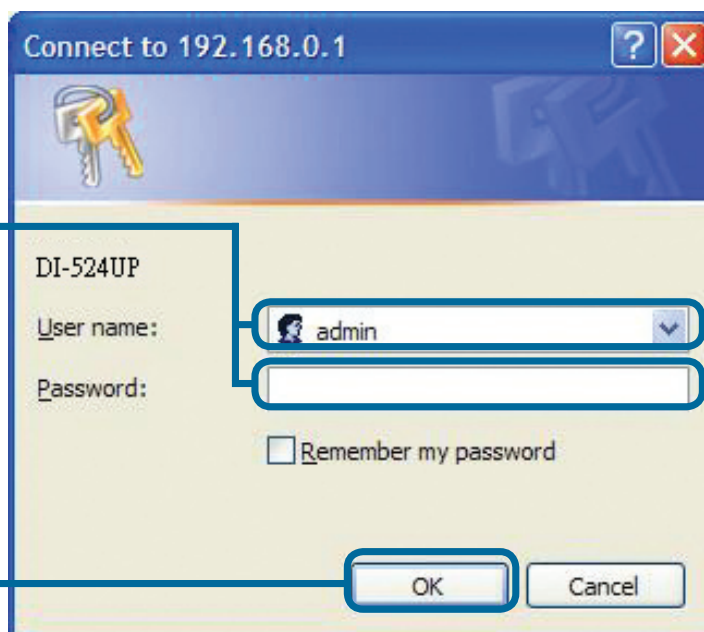 Connect to 192.168.0.1
?
DI-524UP
User name:
admin
Password:
Remember my password
OK
Cancel